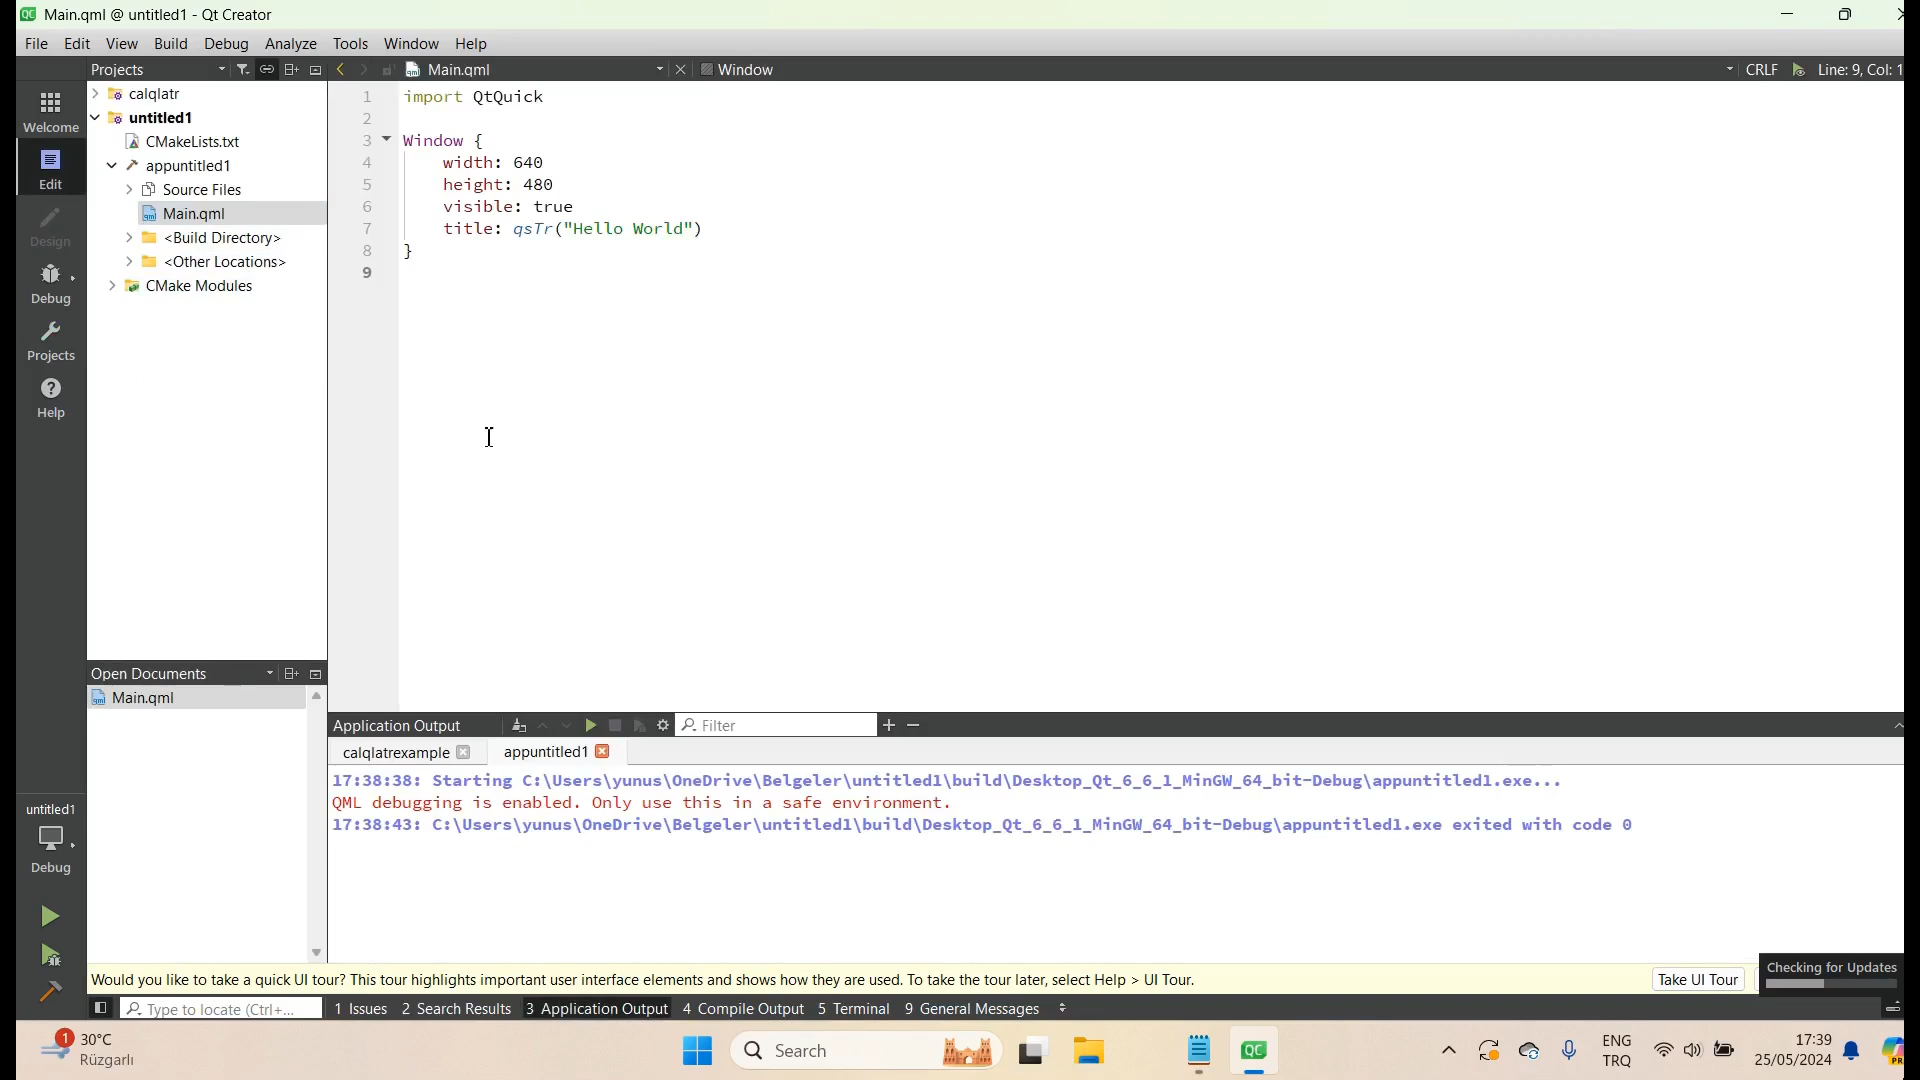 Main.qml @ untitled1 - Qt Creator
File Edit View Build Debug Analyze Tools Window Help
Projects
Main.qml
Window
CRLF
Line: 9, Col: 1
Welcome
Edit
Design
Debug
Projects
Help
calqlatr
untitled1
CMakeLists.txt
appuntitled1
Source Files
Main.qml
<Build Directory>
<Other Locations>
CMake Modules
1 import QtQuick
2
3 Window {
4 width: 640
5 height: 480
6 visible: true
7 title: qsTr("Hello World")
8 }
9
Open Documents
Main.qml
Application Output
Filter
calqlatrexample
appuntitled1
17:38:38: Starting C:\Users\yunus\OneDrive\Belgeler\untitled1\build\Desktop_Qt_6_6_1_MinGW_64_bit-Debug\appuntitled1.exe...
QML debugging is enabled. Only use this in a safe environment.
17:38:43: C:\Users\yunus\OneDrive\Belgeler\untitled1\build\Desktop_Qt_6_6_1_MinGW_64_bit-Debug\appuntitled1.exe exited with code 0
untitled1
Debug
Would you like to take a quick UI tour? This tour highlights important user interface elements and shows how they are used. To take the tour later, select Help > UI Tour.
Take UI Tour
Checking for Updates
Type to locate (Ctrl+...
1 Issues 2 Search Results 3 Application Output 4 Compile Output 5 Terminal 9 General Messages
1
30°C
Rüzgarlı
Search
QC
ENG
TRQ
17:39
25/05/2024